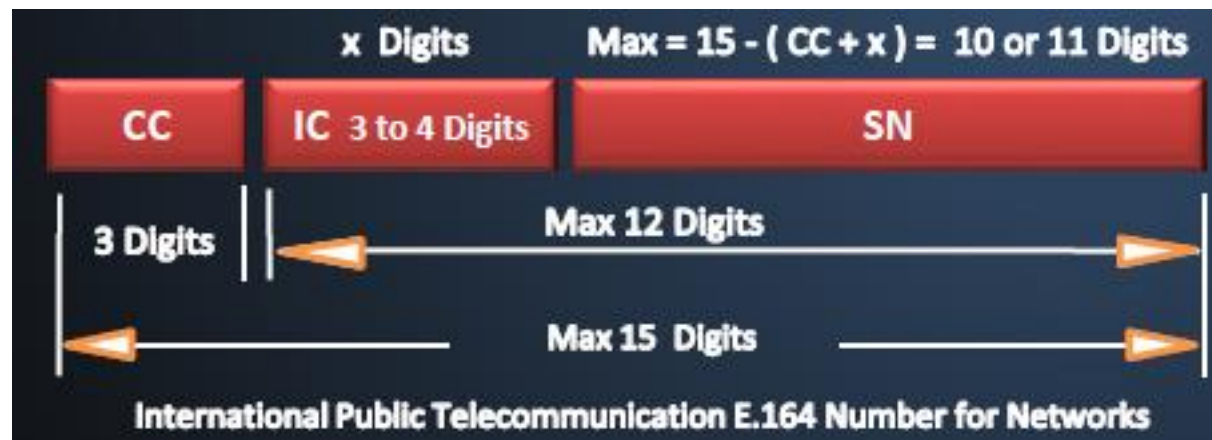 x Digits Max = 15 - ( CC + x ) = 10 or 11 Digits
CC IC 3 to 4 Digits SN
3 Digits Max 12 Digits
Max 15 Digits
International Public Telecommunication E.164 Number for Networks